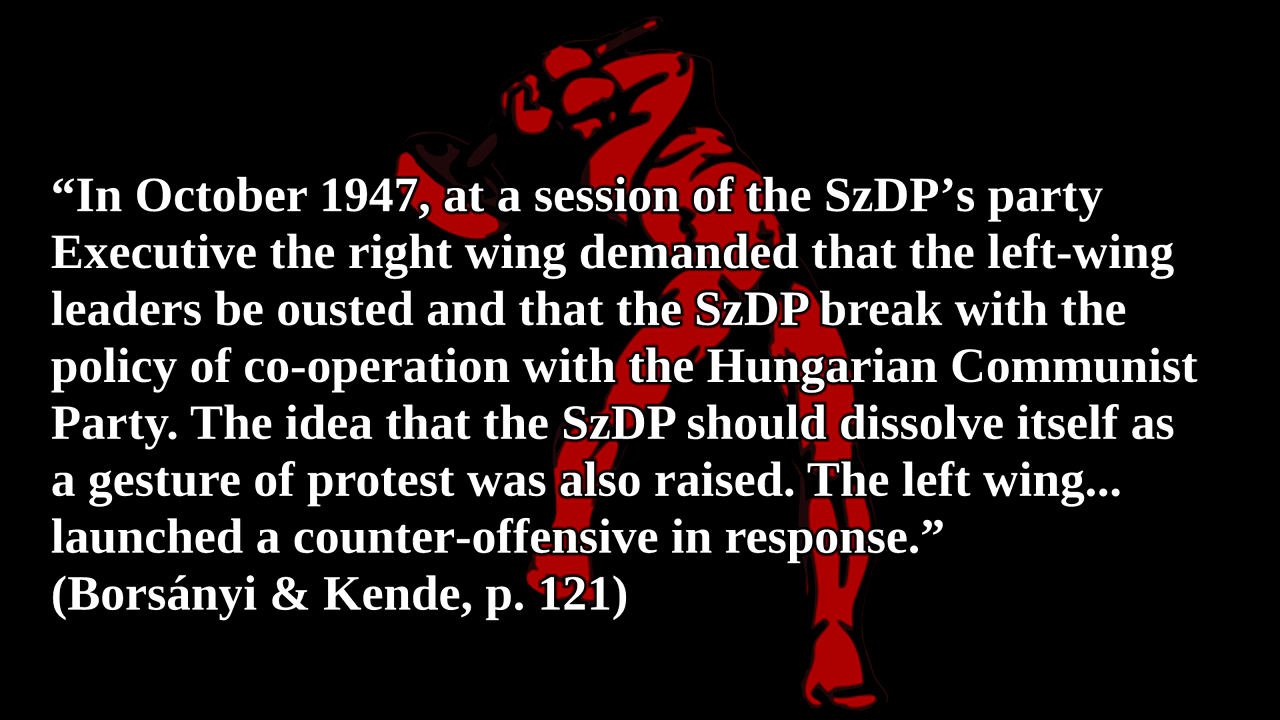 “In October 1947, at a session of the SzDP’s party
Executive the right wing demanded that the left-wing
leaders be ousted and that the SzDP break with the
policy of co-operation with the Hungarian Communist
Party. The idea that the SzDP should dissolve itself as
a gesture of protest was also raised. The left wing...
launched a counter-offensive in response.”
(Borsányi & Kende, p. 121)